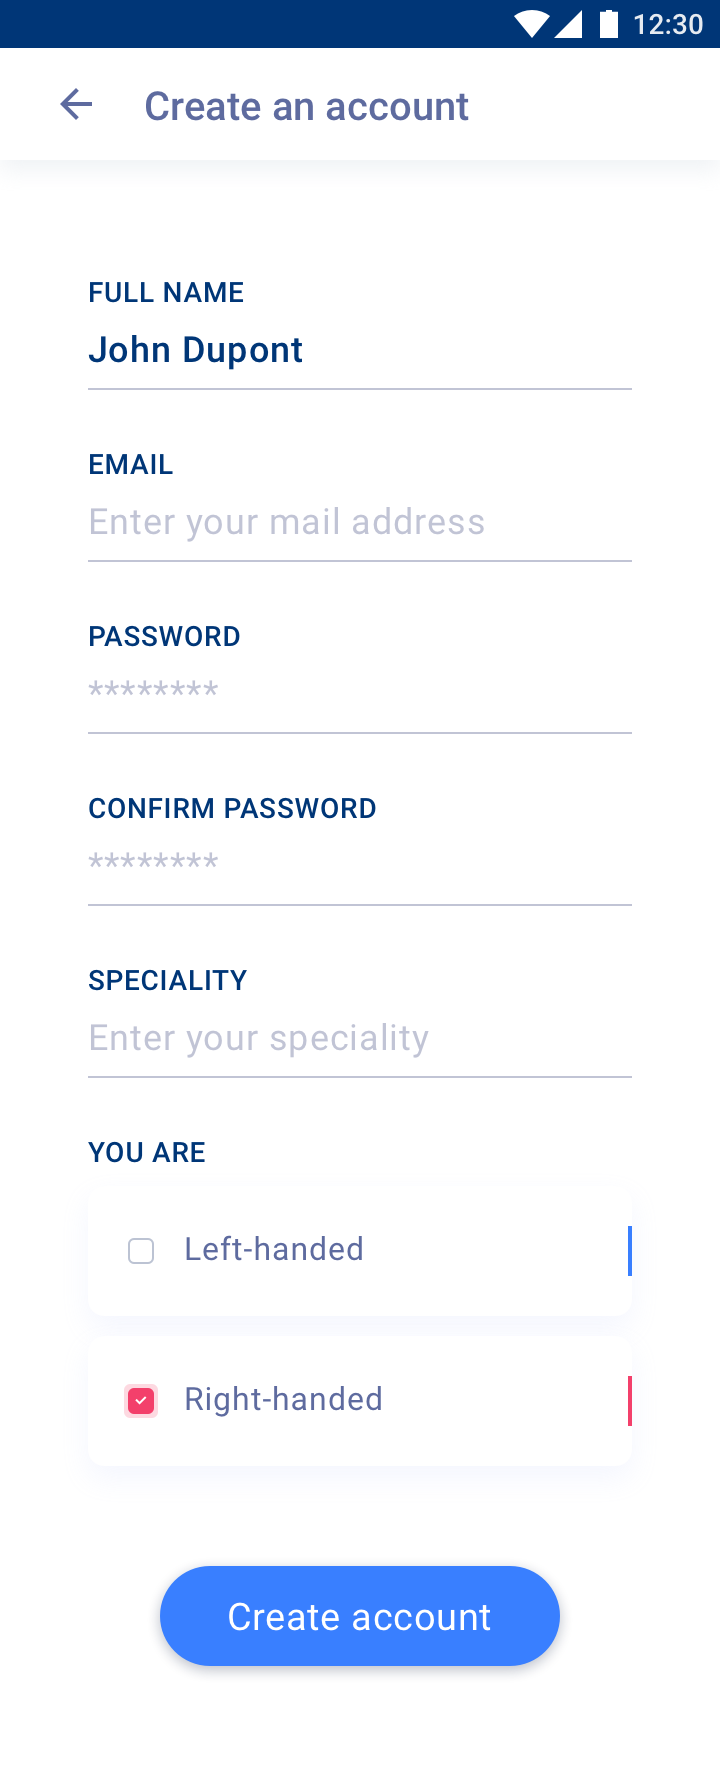 12:30
Create an account
FULL NAME
John Dupont
EMAIL
Enter your mail address
PASSWORD
********
CONFIRM PASSWORD
********
SPECIALITY
Enter your speciality
YOU ARE
Left-handed
Right-handed
Create account